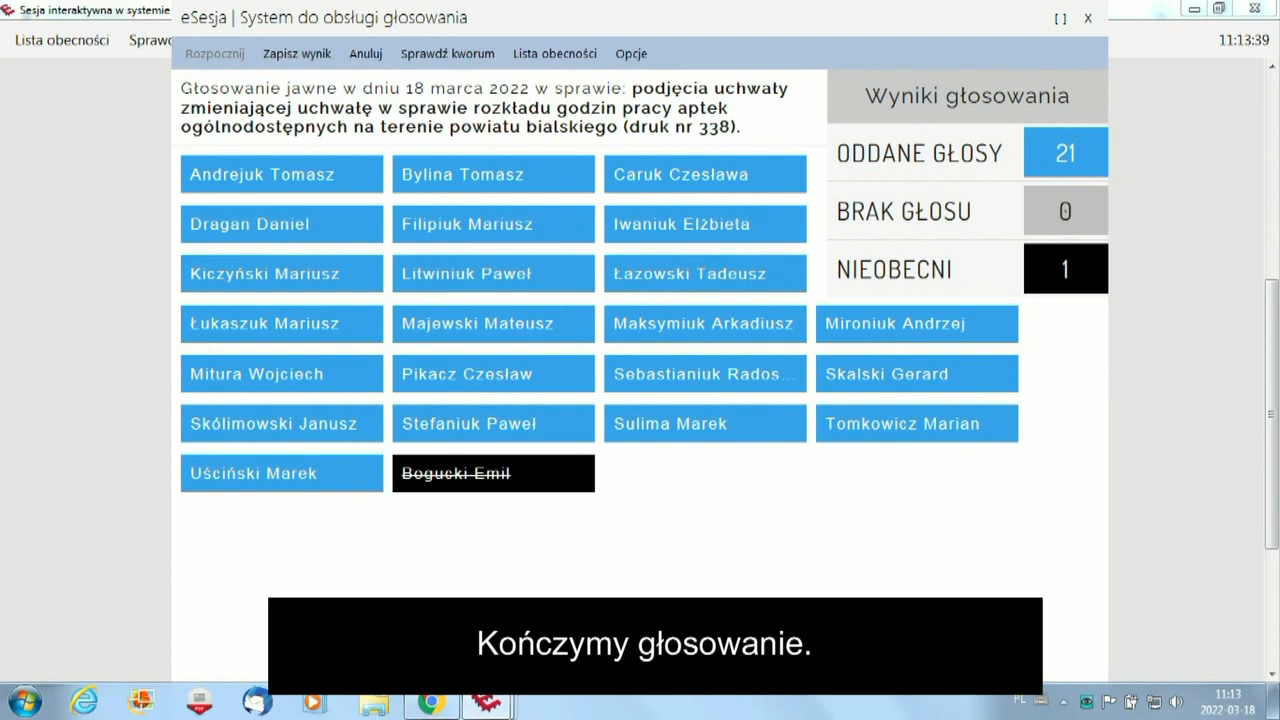 Sesja interaktywna w systemie
eSesja | System do obsługi głosowania
[ ] X
Lista obecności
11:13:39
Rozpocznij Zapisz wynik Anuluj Sprawdź kworum Lista obecności Opcje
Głosowanie jawne w dniu 18 marca 2022 w sprawie: podjęcia uchwały
zmieniającej uchwałę w sprawie rozkładu godzin pracy aptek
ogólnodostępnych na terenie powiatu bialskiego (druk nr 338).
Wyniki głosowania
ODDANE GŁOSY 21
BRAK GŁOSU 0
NIEOBECNI 1
Andrejuk Tomasz Bylina Tomasz Caruk Czesława
Dragan Daniel Filipiuk Mariusz Iwaniuk Elżbieta
Kiczyński Mariusz Litwiniuk Paweł Łazowski Tadeusz
Łukaszuk Mariusz Majewski Mateusz Maksymiuk Arkadiusz Mironiuk Andrzej
Mitura Wojciech Pikacz Czesław Sebastianiuk Rados... Skalski Gerard
Skólimowski Janusz Stefaniuk Paweł Sulima Marek Tomkowicz Marian
Uściński Marek Bogucki Emil
Kończymy głosowanie.
PL
11:13
2022-03-18